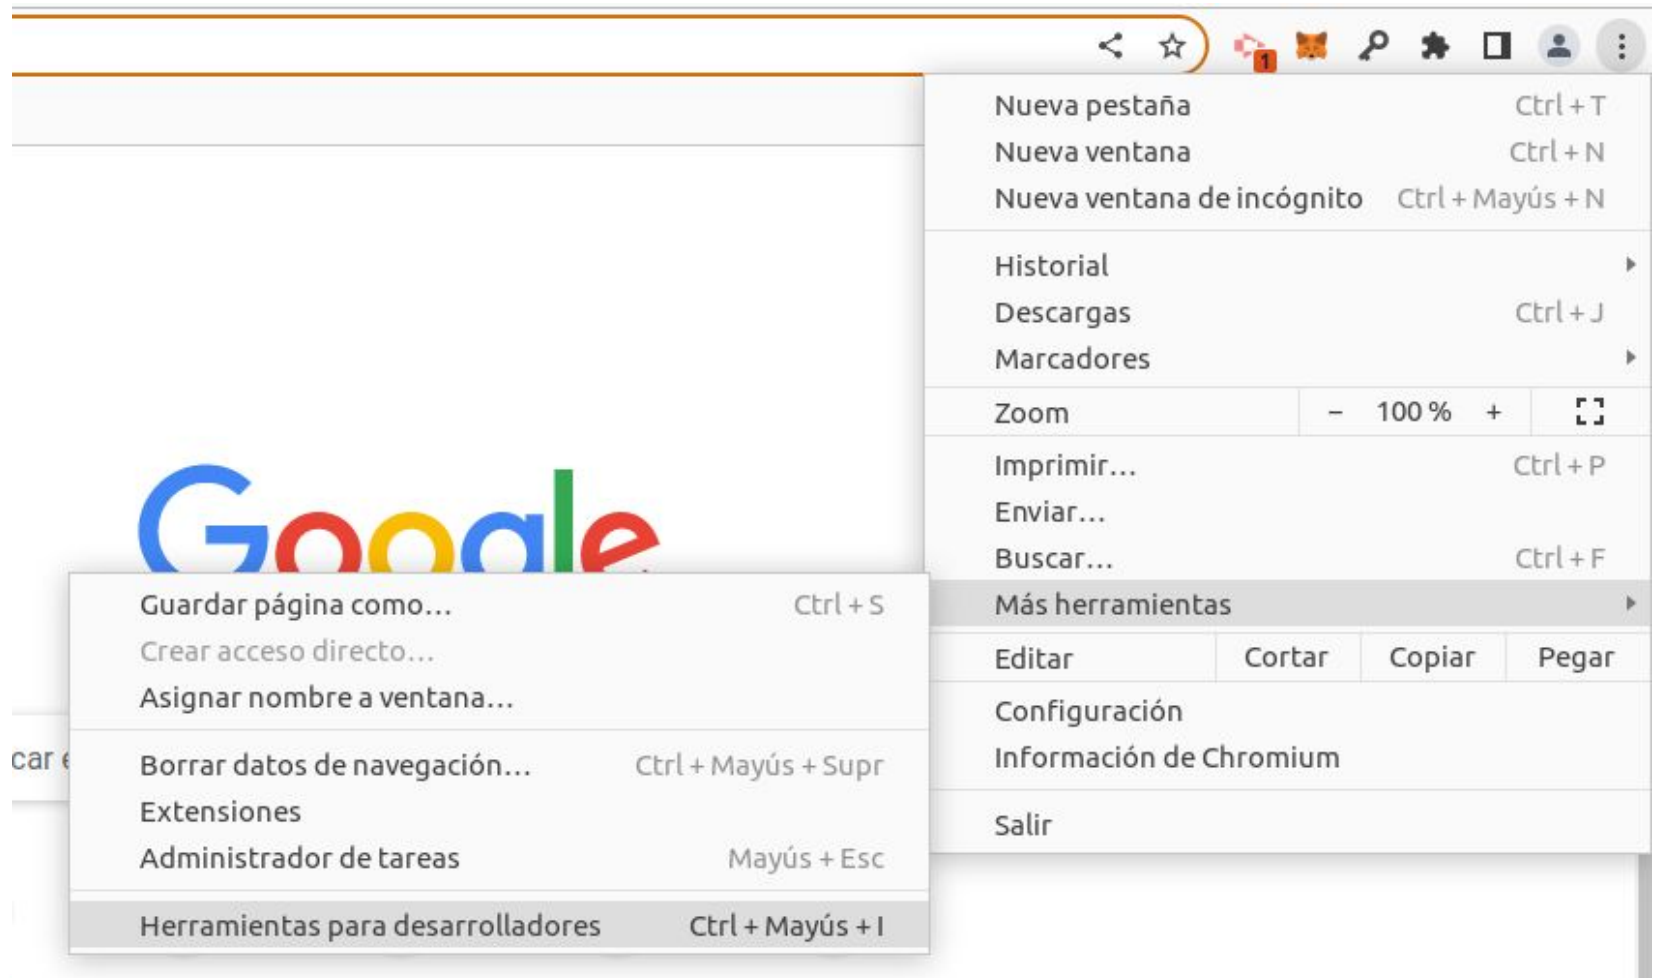 1
Nueva pestaña Ctrl + T
Nueva ventana Ctrl + N
Nueva ventana de incógnito Ctrl + Mayús + N
Historial
Descargas Ctrl + J
Marcadores
Zoom - 100 % +
Imprimir... Ctrl + P
Enviar...
Buscar... Ctrl + F
Más herramientas
Editar Cortar Copiar Pegar
Configuración
Información de Chromium
Salir
Google
car
Guardar página como... Ctrl + S
Crear acceso directo...
Asignar nombre a ventana...
Borrar datos de navegación... Ctrl + Mayús + Supr
Extensiones
Administrador de tareas Mayús + Esc
Herramientas para desarrolladores Ctrl + Mayús + I